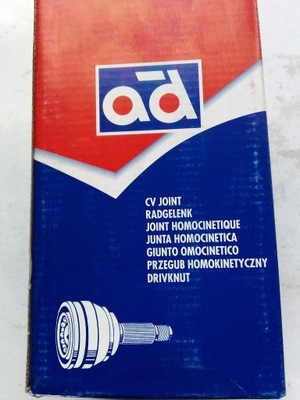 ad
CV JOINT
RADGELENK
JOINT HOMOCINETIQUE
JUNTA HOMOCINETICA
GIUNTO OMOCINETICO
PRZEGUB HOMOKINETYCZNY
DRIVKNUT